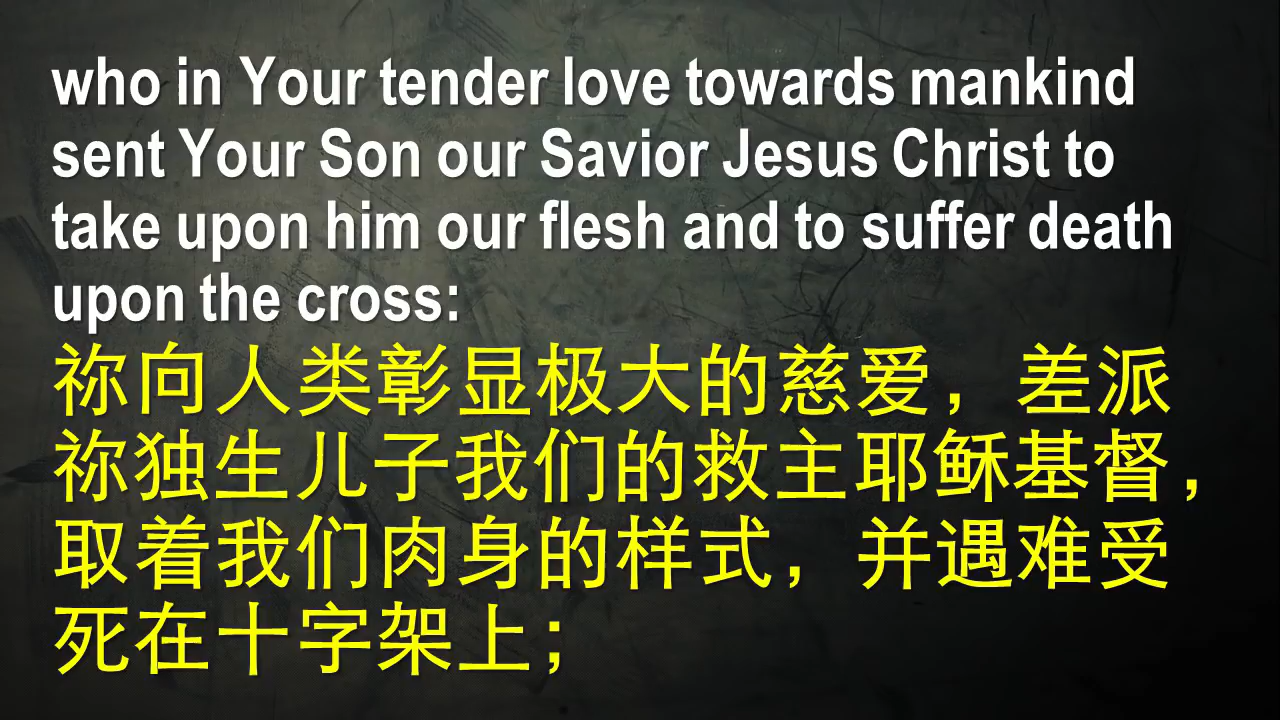 who in Your tender love towards mankind
sent Your Son our Savior Jesus Christ to
take upon him our flesh and to suffer death
upon the cross:
祢向人类彰显极大的慈爱，差派
祢独生儿子我们的救主耶稣基督，
取着我们肉身的样式，并遇难受
死在十字架上；